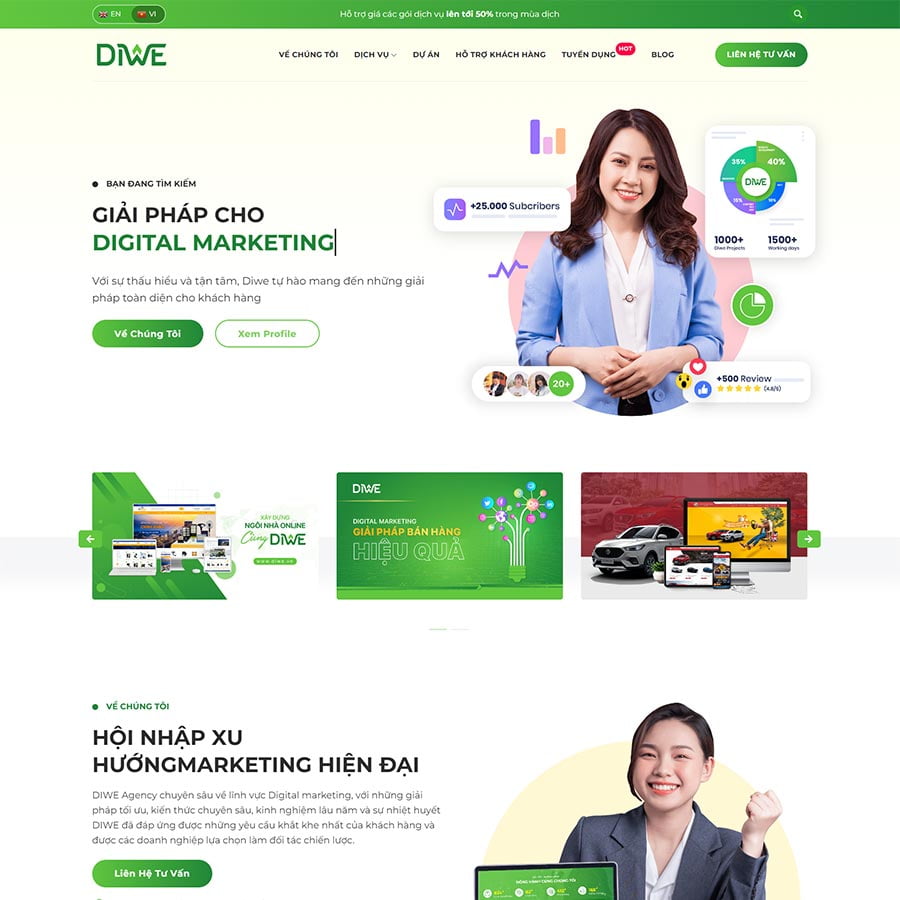 EN
VI
Hỗ trợ giá các gói dịch vụ lên tới 50% trong mùa dịch
DIWE
VỀ CHÚNG TÔI
DỊCH VỤ
DỰ ÁN
HỖ TRỢ KHÁCH HÀNG
TUYỂN DỤNG
HOT
BLOG
LIÊN HỆ TƯ VẤN
BẠN ĐANG TÌM KIẾM
GIẢI PHÁP CHO
DIGITAL MARKETING
Với sự thấu hiểu và tận tâm, Diwe tự hào mang đến những giải
pháp toàn diện cho khách hàng
Về Chúng Tôi
Xem Profile
+25.000 Subcribers
35%
40%
DIWE
15%
10%
1000+
Diwe Projects
1500+
Working days
20+
+500 Review
(4.8/5)
XÂY DỰNG
NGÔI NHÀ ONLINE
Cùng DIWE
WWW.DIWE.VN
DIWE
DIGITAL MARKETING
GIẢI PHÁP BÁN HÀNG
HIỆU QUẢ
VỀ CHÚNG TÔI
HỘI NHẬP XU
HƯỚNGMARKETING HIỆN ĐẠI
DIWE Agency chuyên sâu về lĩnh vực Digital marketing, với những giải
pháp tối ưu, kiến thức chuyên sâu, kinh nghiệm lâu năm và sự nhiệt huyết
DIWE đã đáp ứng được những yêu cầu khắt khe nhất của khách hàng và
được các doanh nghiệp lựa chọn làm đối tác chiến lược.
Liên Hệ Tư Vấn
ĐỒNG HÀNH CÙNG CHÚNG TÔI